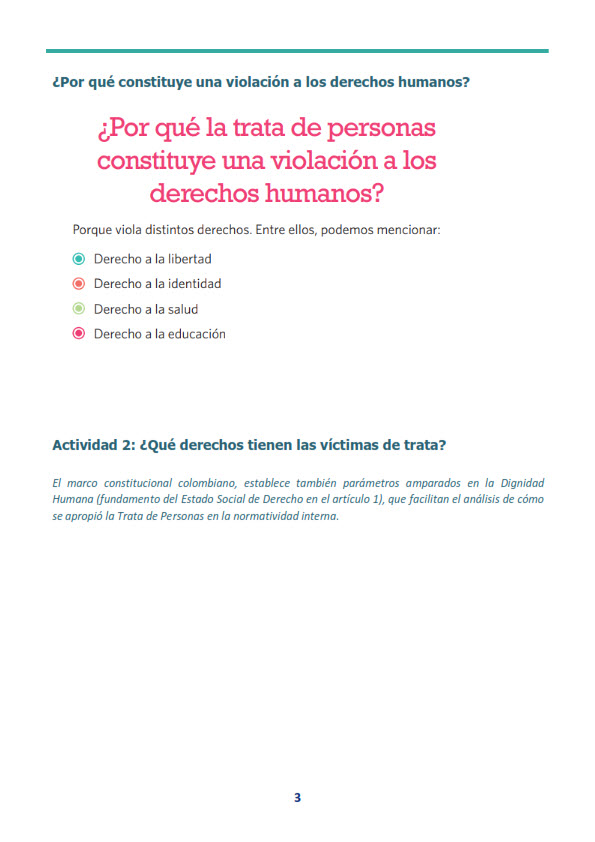 ¿Por qué constituye una violación a los derechos humanos?
¿Por qué la trata de personas
constituye una violación a los
derechos humanos?
Porque viola distintos derechos. Entre ellos, podemos mencionar:
Derecho a la libertad
Derecho a la identidad
Derecho a la salud
Derecho a la educación
Actividad 2: ¿Qué derechos tienen las víctimas de trata?
El marco constitucional colombiano, establece también parámetros amparados en la Dignidad
Humana (fundamento del Estado Social de Derecho en el artículo 1), que facilitan el análisis de cómo
se apropió la Trata de Personas en la normatividad interna.
3